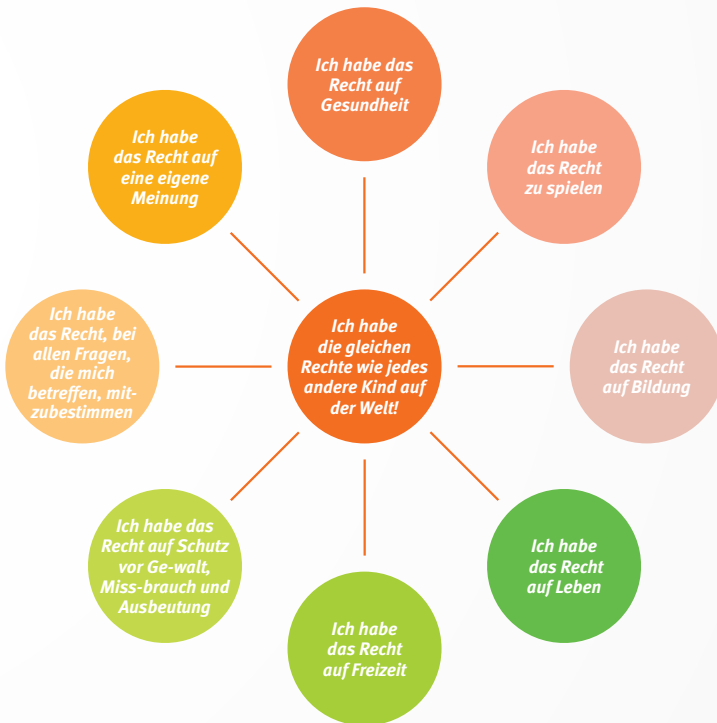 Ich habe das
Recht auf
Gesundheit
Ich habe
das Recht
zu spielen
Ich habe
das Recht
auf Bildung
Ich habe
das Recht
auf Leben
Ich habe
das Recht
auf Freizeit
Ich habe das
Recht auf Schutz
vor Ge-walt,
Miss-brauch und
Ausbeutung
Ich habe
das Recht, bei
allen Fragen,
die mich
betreffen, mit-
zubestimmen
Ich habe
das Recht auf
eine eigene
Meinung
Ich habe
die gleichen
Rechte wie jedes
andere Kind auf
der Welt!